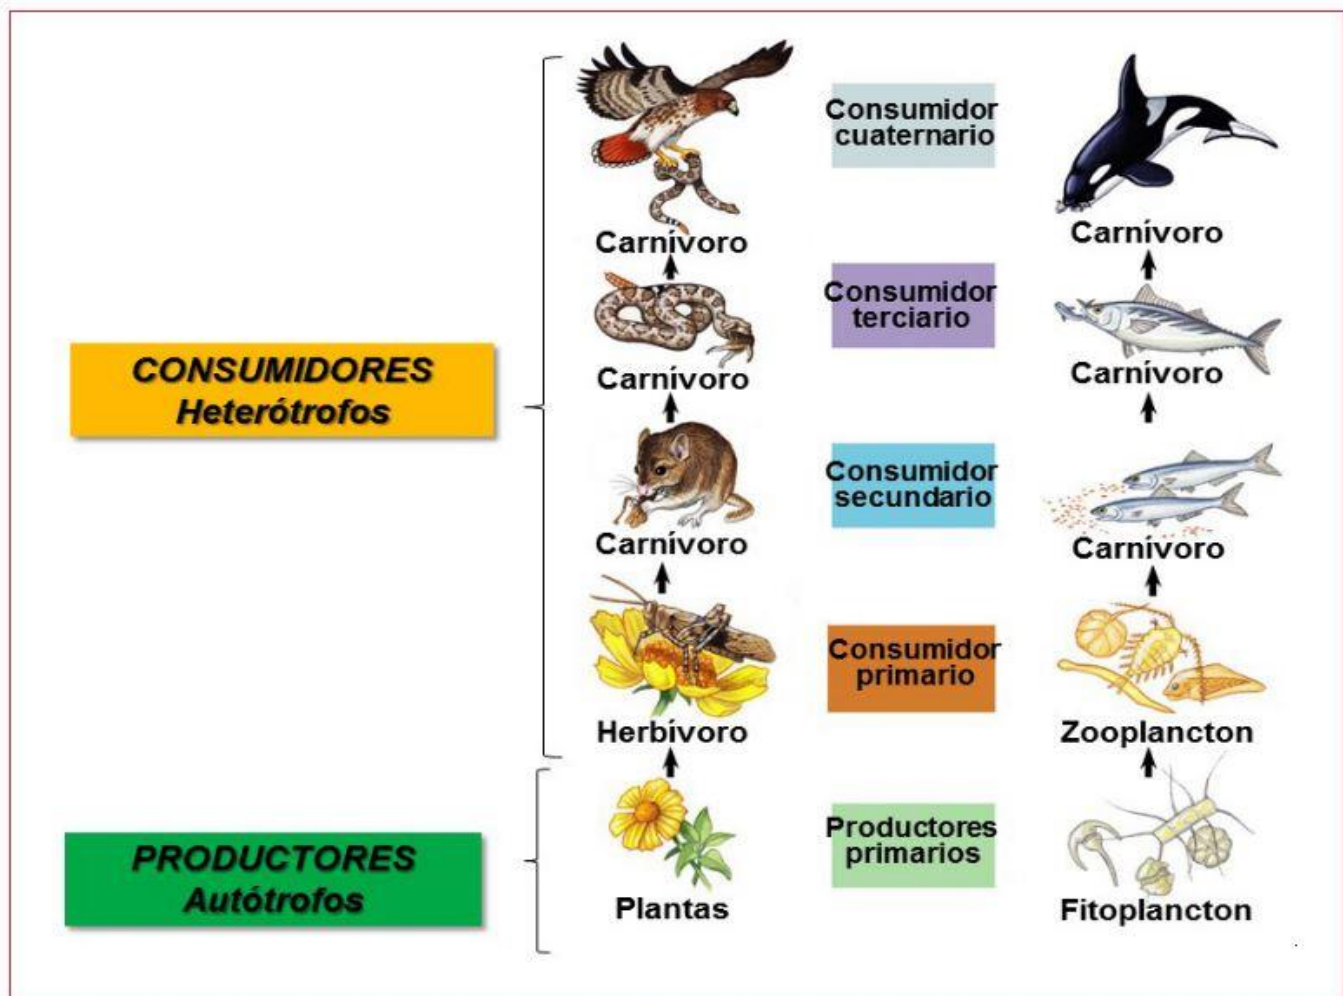 Consumidor
cuaternario
Carnívoro
Carnívoro
Consumidor
terciario
Carnívoro
Carnívoro
CONSUMIDORES
Heterótrofos
Consumidor
secundario
Carnívoro
Carnívoro
Consumidor
primario
Herbívoro
Zooplancton
Productores
primarios
PRODUCTORES
Autótrofos
Plantas
Fitoplancton